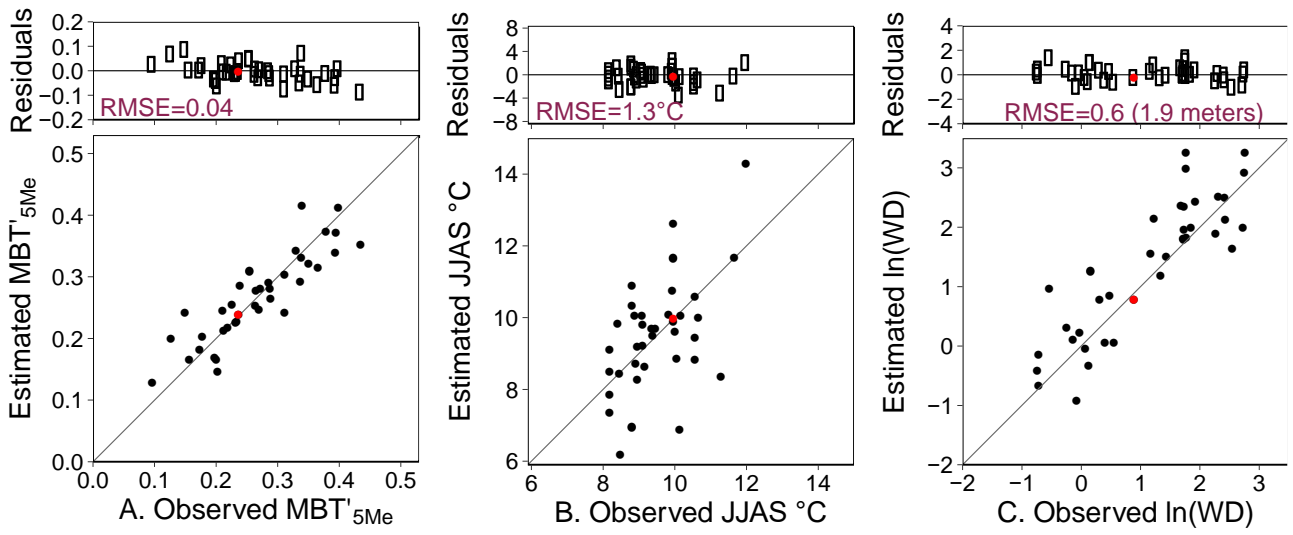 Residuals
0.2
0.1
0.0
−0.1
−0.2
RMSE=0.04
Estimated MBT'5Me
0.5
0.4
0.3
0.2
0.1
0.0
0.0 0.1 0.2 0.3 0.4 0.5
A. Observed MBT'5Me
Residuals
8
4
0
−4
−8
RMSE=1.3°C
Estimated JJAS °C
14
12
10
8
6
6 8 10 12 14
B. Observed JJAS °C
Residuals
4
2
0
−2
−4
RMSE=0.6 (1.9 meters)
Estimated ln(WD)
3
2
1
0
−1
−2
−2 −1 0 1 2 3
C. Observed ln(WD)